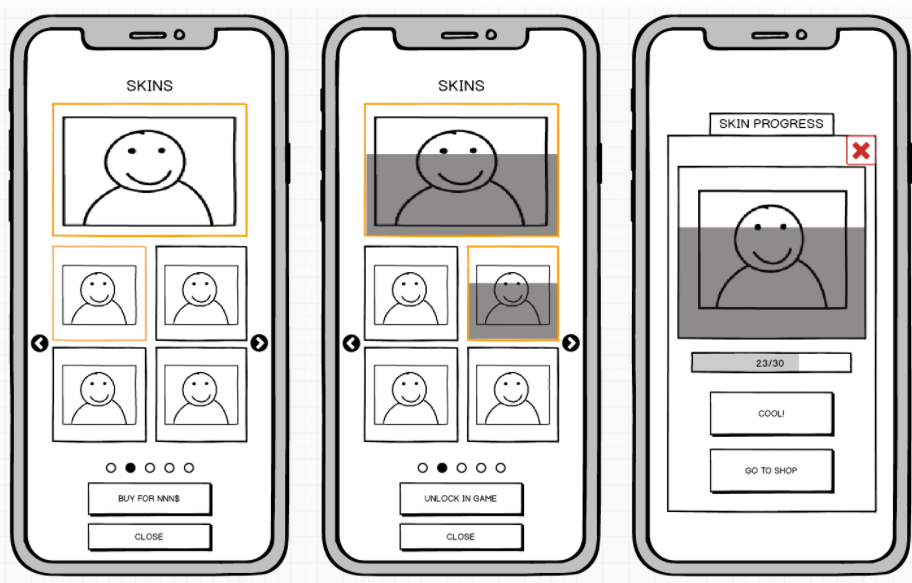 SKINS
BUY FOR NNN$
CLOSE
SKINS
UNLOCK IN GAME
CLOSE
SKIN PROGRESS
23/30
COOL!
GO TO SHOP